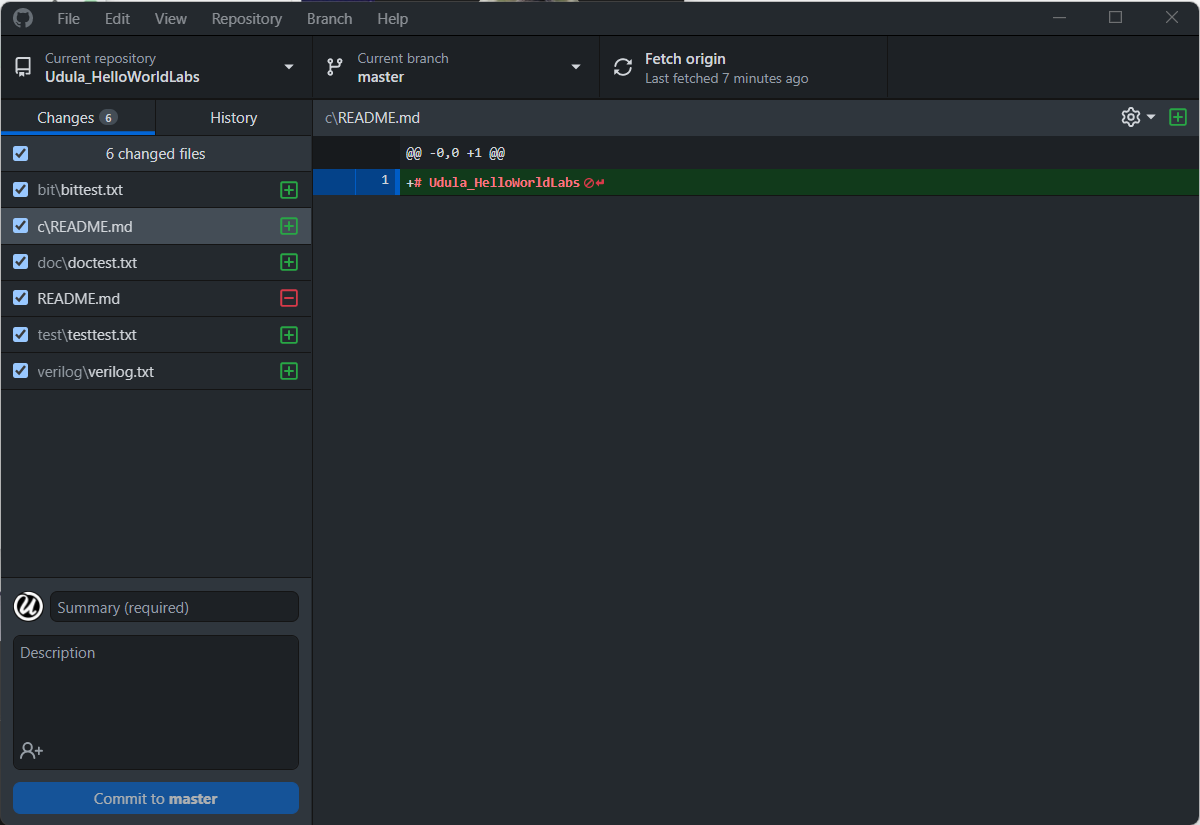 File Edit View Repository Branch Help
Current repository
Udula_HelloWorldLabs
Current branch
master
Fetch origin
Last fetched 7 minutes ago
Changes 6
History
c\README.md
6 changed files
bit\bittest.txt
c\README.md
doc\doctest.txt
README.md
test\testtest.txt
verilog\verilog.txt
@@ -0,0 +1 @@
1 +# Udula_HelloWorldLabs
Summary (required)
Description
Commit to master